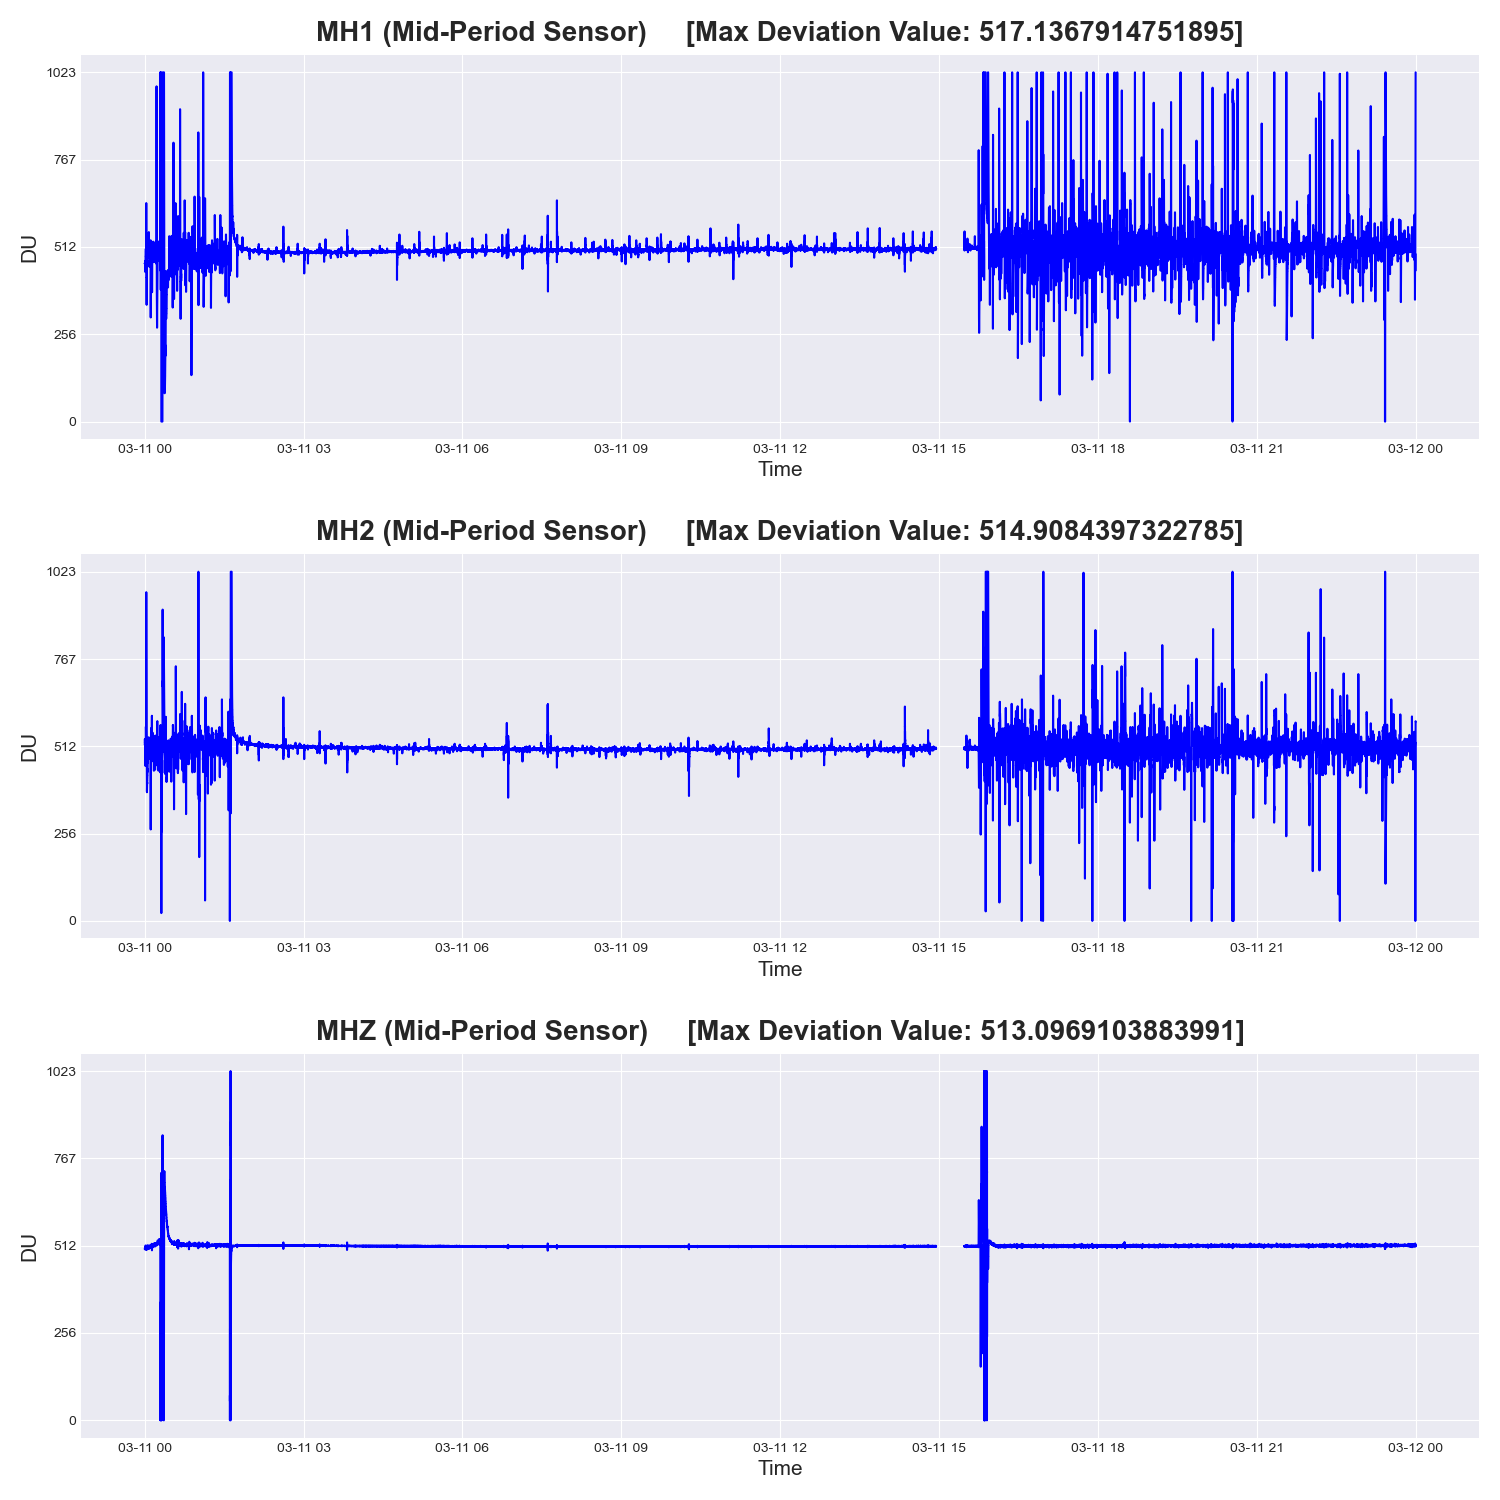 MH1 (Mid-Period Sensor) [Max Deviation Value: 517.1367914751895]
1023
767
512
256
0
DU
03-11 00 03-11 03 03-11 06 03-11 09 03-11 12 03-11 15 03-11 18 03-11 21 03-12 00
Time
MH2 (Mid-Period Sensor) [Max Deviation Value: 514.9084397322785]
1023
767
512
256
0
DU
03-11 00 03-11 03 03-11 06 03-11 09 03-11 12 03-11 15 03-11 18 03-11 21 03-12 00
Time
MHZ (Mid-Period Sensor) [Max Deviation Value: 513.09691038839​91]
1023
767
512
256
0
DU
03-11 00 03-11 03 03-11 06 03-11 09 03-11 12 03-11 15 03-11 18 03-11 21 03-12 00
Time